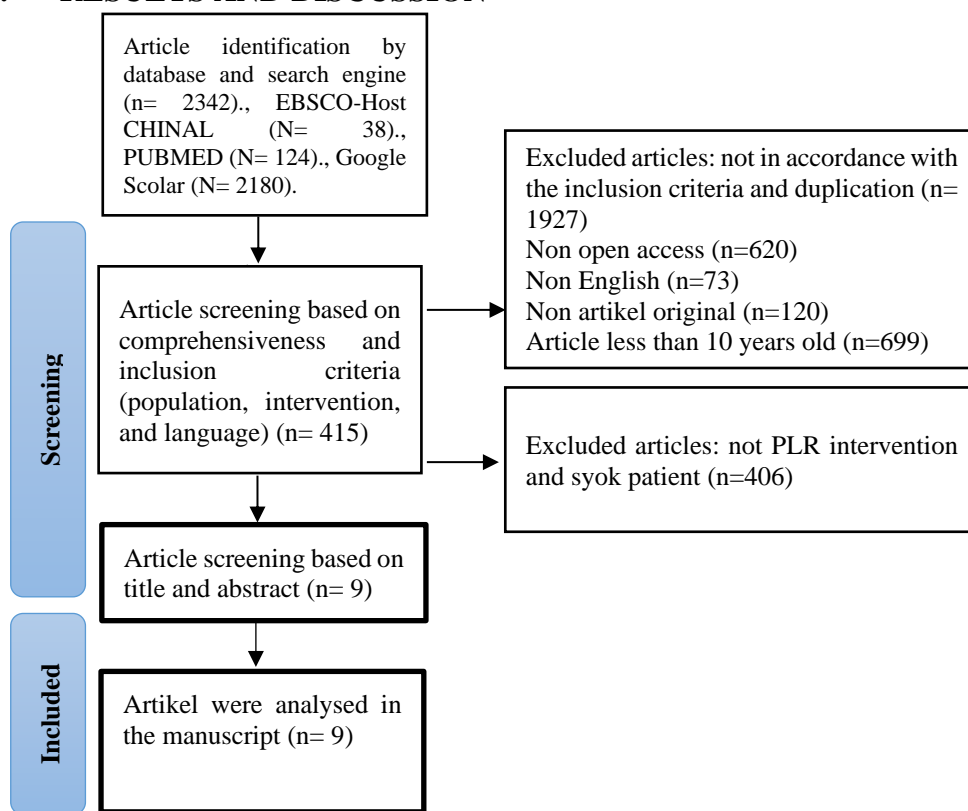 Article identification by
database and search engine
(n= 2342)., EBSCO-Host
CHINAL (N= 38).,
PUBMED (N= 124)., Google
Scolar (N= 2180).
Excluded articles: not in accordance with
the inclusion criteria and duplication (n=
1927)
Non open access (n=620)
Non English (n=73)
Non artikel original (n=120)
Article less than 10 years old (n=699)
Screening
Article screening based on
comprehensiveness and
inclusion criteria
(population, intervention,
and language) (n= 415)
Excluded articles: not PLR intervention
and syok patient (n=406)
Article screening based on
title and abstract (n= 9)
Included
Artikel were analysed in
the manuscript (n= 9)